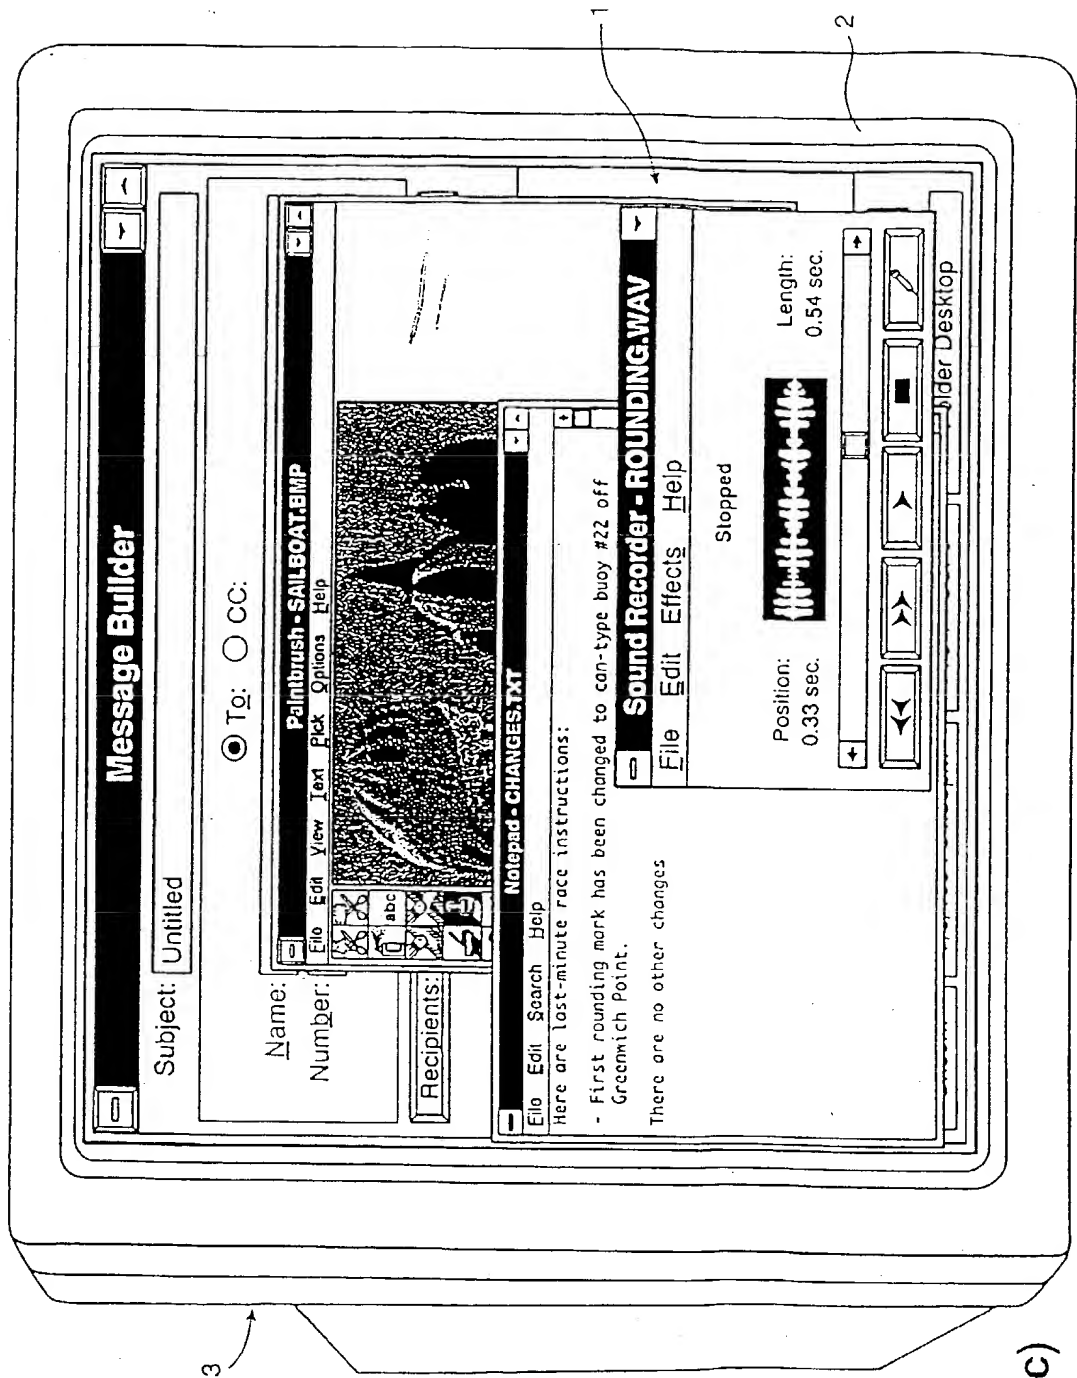 Message Builder
Subject: Untitled
To: CC:
Name:
Number:
Recipients:
Paintbrush - SAILBOAT.BMP
File Edit View Text Pick Options Help
abc
Notepad - CHANGES.TXT
File Edit Search Help
Here are last-minute race instructions:
- First rounding mark has been changed to can-type buoy #22 off
Greenwich Point.
There are no other changes
Sound Recorder - ROUNDING.WAV
File Edit Effects Help
Stopped
Position: Length:
0.33 sec. 0.54 sec.
older Desktop
1
2
3
c)